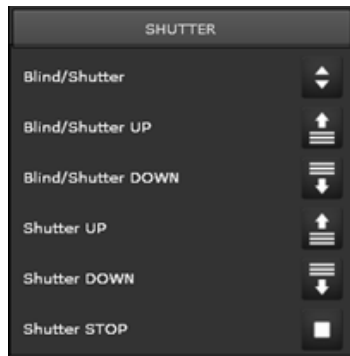 SHUTTER
Blind/Shutter
Blind/Shutter UP
Blind/Shutter DOWN
Shutter UP
Shutter DOWN
Shutter STOP